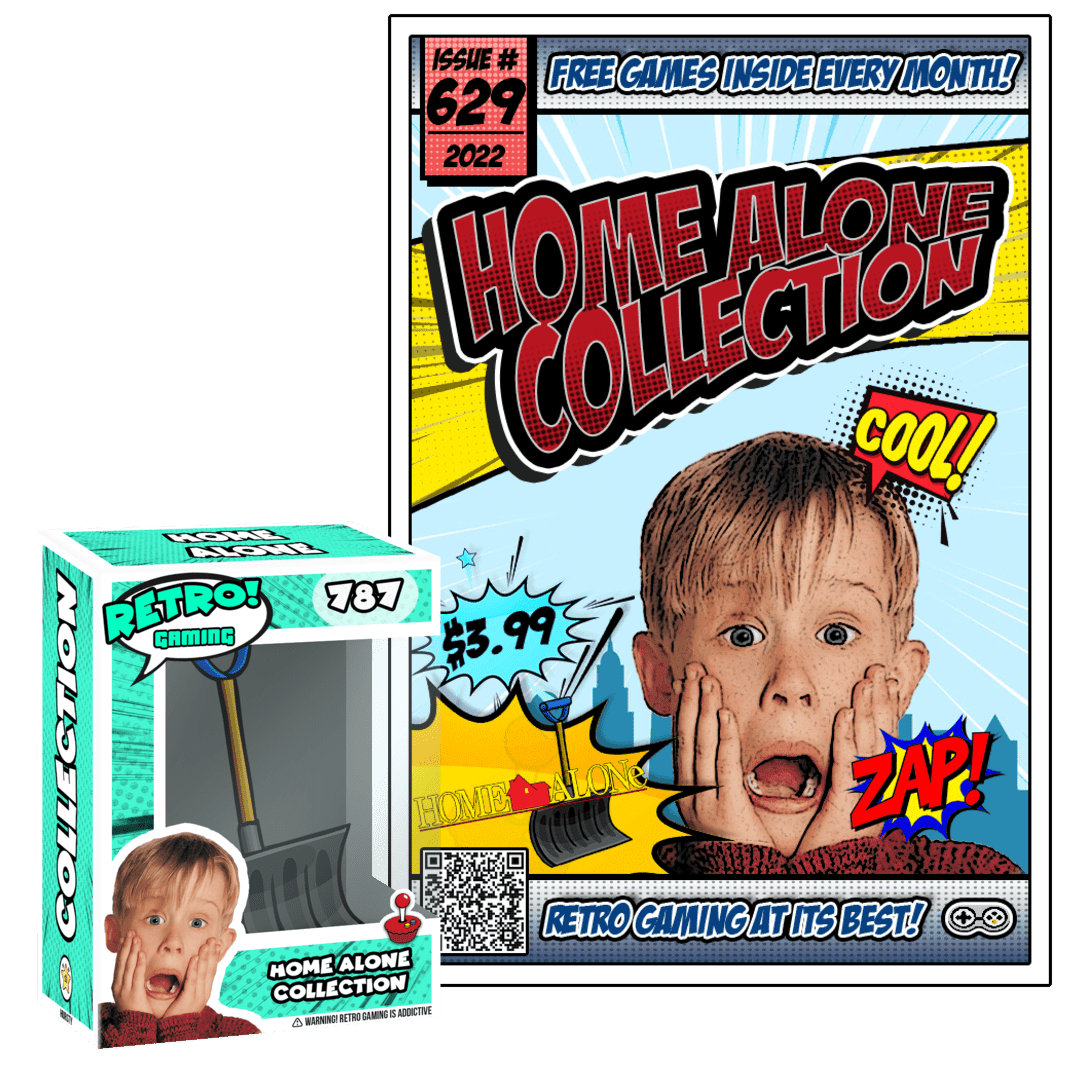 ISSUE #
629
2022
FREE GAMES INSIDE EVERY MONTH!
HOME ALONE
COLLECTION
COOL!
$3.99
HOME ALONe
ZAP!
RETRO GAMING AT ITS BEST!
HOME
ALONE
RETRO!
GAMING
787
COLLECTION
HOME ALONE
COLLECTION
WARNING! RETRO GAMING IS ADDICTIVE